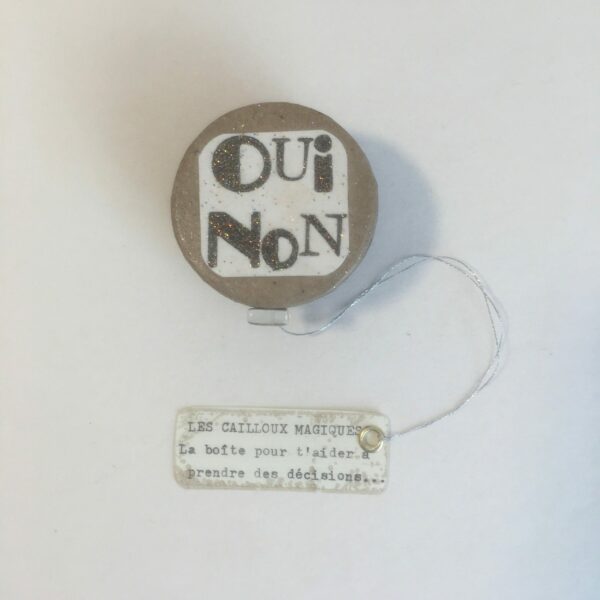 OUi
NoN
LES CAILLOUX MAGIQUES
La boîte pour t'aider à
prendre des décisions...